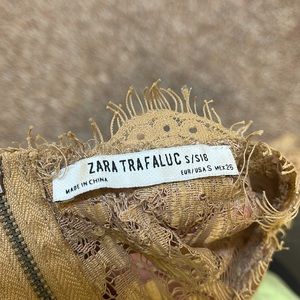 ZARA TRAFALUC S/S18
MADE IN CHINA
EUR/USA S MEX 26